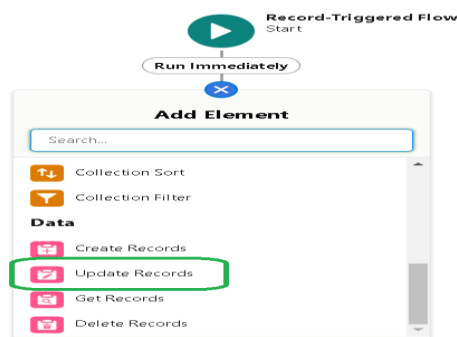 Record-Triggered Flow
Start
Run Immediately
Add Element
Search...
Collection Sort
Collection Filter
Data
Create Records
Update Records
Get Records
Delete Records